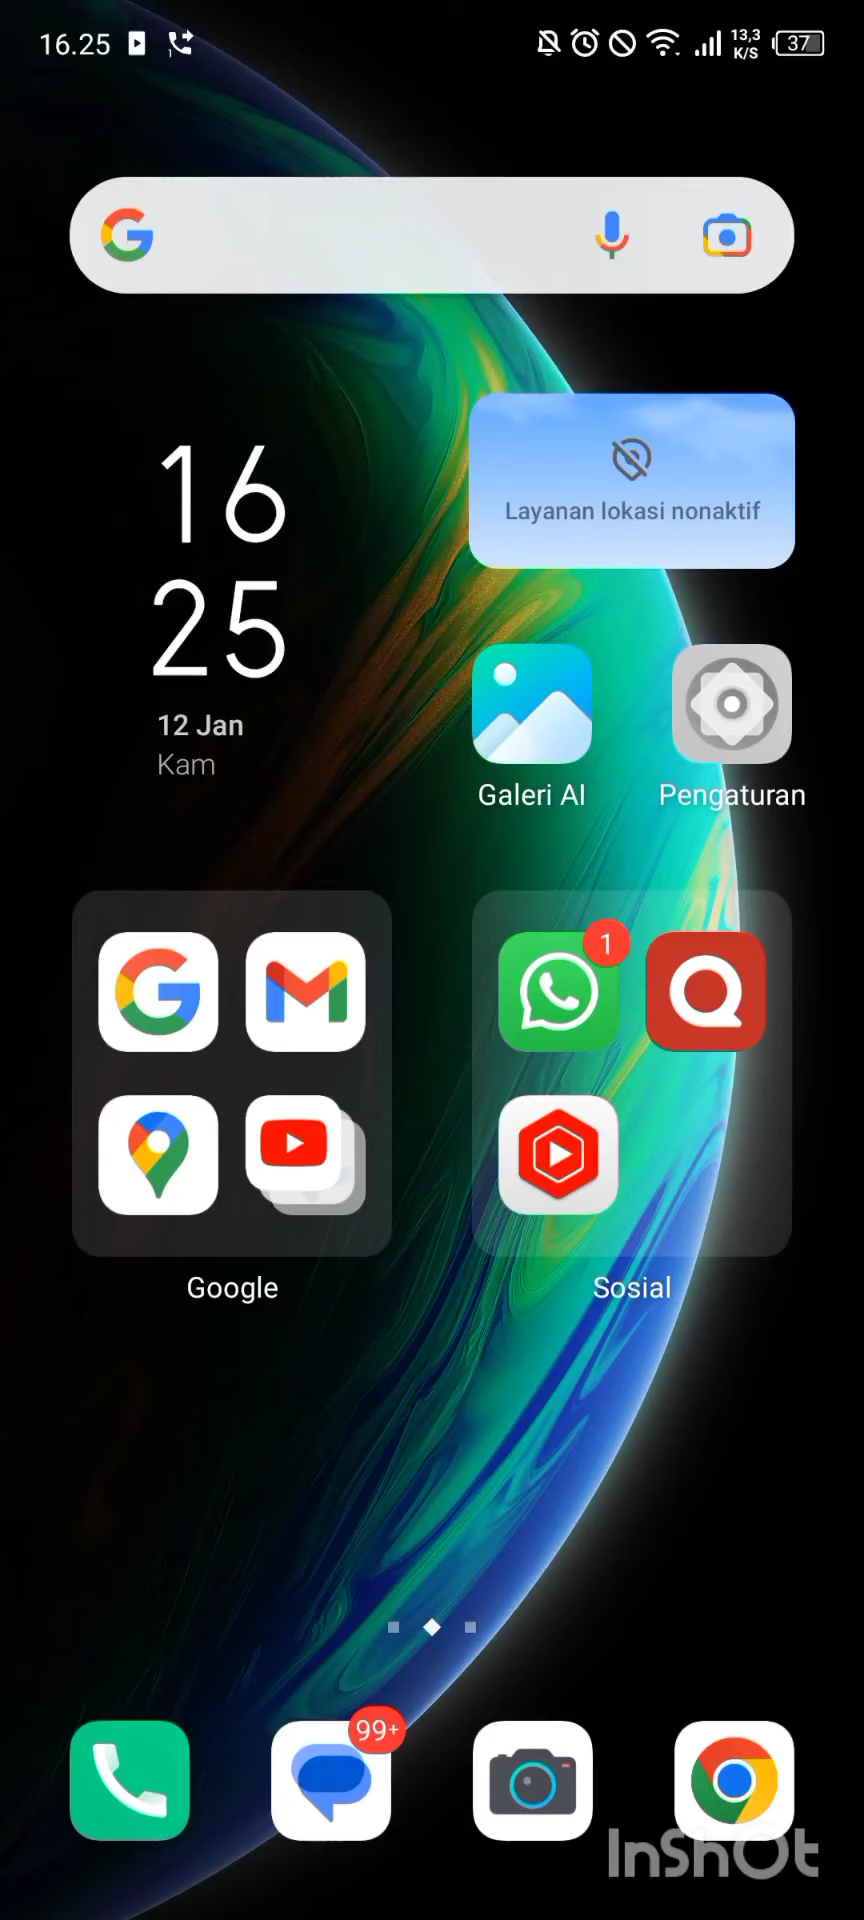 16.25
13,3
K/S
37
Layanan lokasi nonaktif
16
25
12 Jan
Kam
Galeri AI
Pengaturan
1
Google
Sosial
99+
InShOt